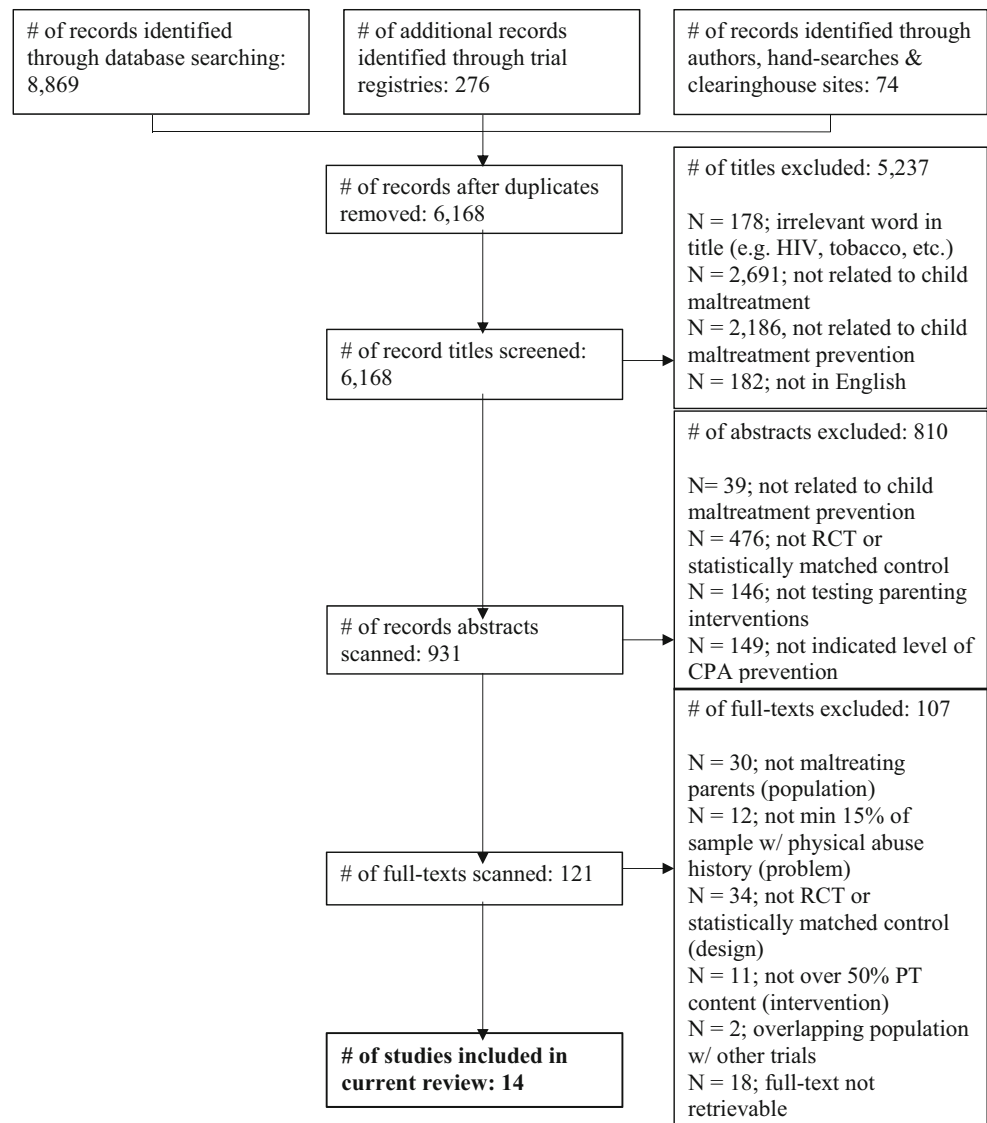 # of records identified
through database searching:
8,869
# of additional records
identified through trial
registries: 276
# of records identified through
authors, hand-searches &
clearinghouse sites: 74
# of records after duplicates
removed: 6,168
# of titles excluded: 5,237
N = 178; irrelevant word in
title (e.g. HIV, tobacco, etc.)
N = 2,691; not related to child
maltreatment
N = 2,186, not related to child
maltreatment prevention
N = 182; not in English
# of record titles screened:
6,168
# of abstracts excluded: 810
N= 39; not related to child
maltreatment prevention
N = 476; not RCT or
statistically matched control
N = 146; not testing parenting
interventions
N = 149; not indicated level of
CPA prevention
# of records abstracts
scanned: 931
# of full-texts excluded: 107
N = 30; not maltreating
parents (population)
N = 12; not min 15% of
sample w/ physical abuse
history (problem)
N = 34; not RCT or
statistically matched control
(design)
N = 11; not over 50% PT
content (intervention)
N = 2; overlapping population
w/ other trials
N = 18; full-text not
retrievable
# of full-texts scanned: 121
# of studies included in
current review: 14